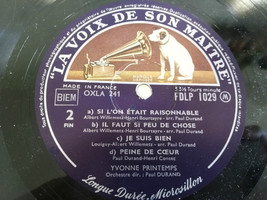 "LA VOIX DE SON MAITRE"
MADE IN FRANCE
OXLA 241
BIEM
33⅓ Tours minute
FDLP 1029 M
2
PIN
a) SI L'ON ÉTAIT RAISONNABLE
Albert Willemetz-Henri Bourtayre - arr. Paul Durand
b) IL FAUT SI PEU DE CHOSE
Albert Willemetz-Henri Bourtayre - arr. Paul Durand
c) JE SUIS BIEN
Louvigny-Albert Willemetz - arr. Paul Durand
d) PEINE DE CŒUR
Paul Durand-Henri Contet
YVONNE PRINTEMPS
Orchestre dir.: Paul DURAND
Longue Durée, Microsillon